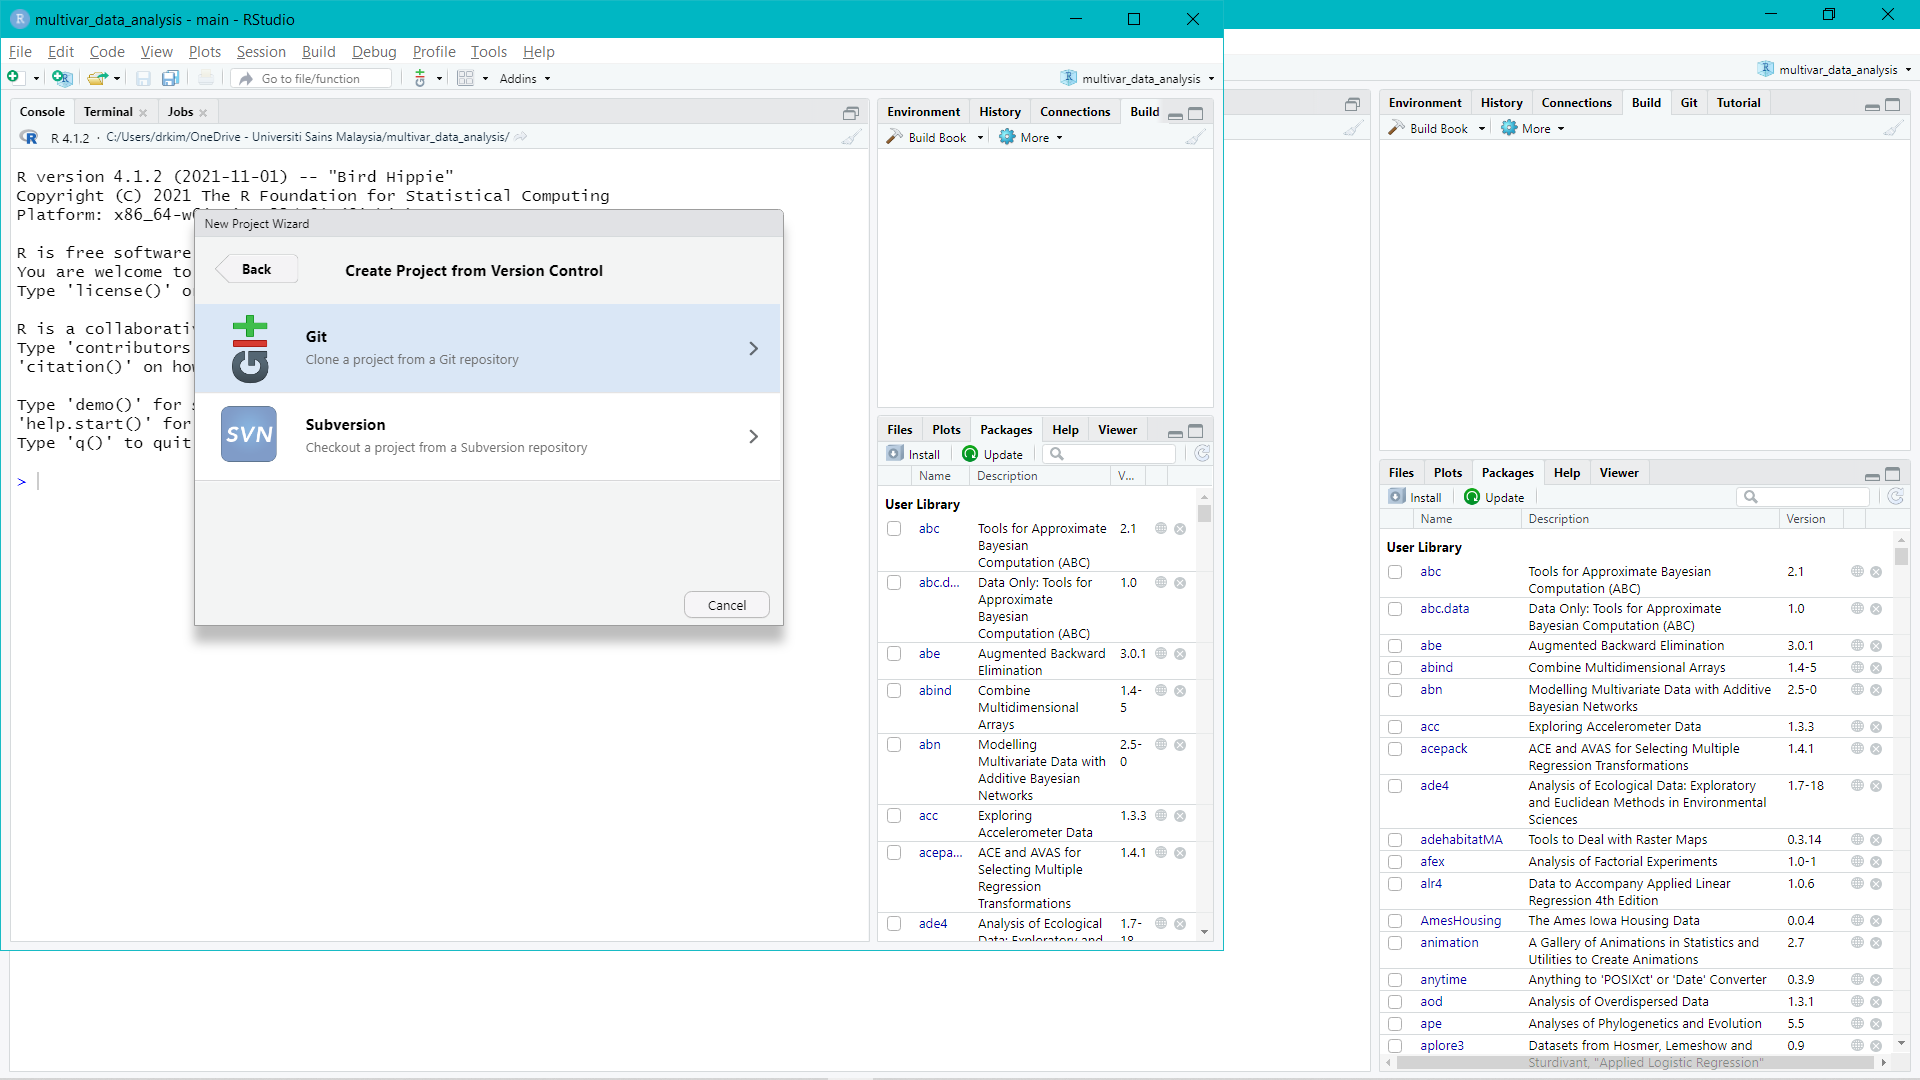 multivar_data_analysis - main - RStudio
File Edit Code View Plots Session Build Debug Profile Tools Help
Go to file/function
Addins
multivar_data_analysis
Console Terminal Jobs
R 4.1.2 · C:/Users/drkim/OneDrive - Universiti Sains Malaysia/multivar_data_analysis/
R version 4.1.2 (2021-11-01) -- "Bird Hippie"
Copyright (C) 2021 The R Foundation for Statistical Computing
Platform: x86_64-w
R is free software
You are welcome to
Type 'license()' o
R is a collaborati
Type 'contributors
'citation()' on ho
Type 'demo()' for
'help.start()' for
Type 'q()' to quit
>
New Project Wizard
Back
Create Project from Version Control
Git
Clone a project from a Git repository
SVN
Subversion
Checkout a project from a Subversion repository
Cancel
Environment History Connections Build
Build Book More
Files Plots Packages Help Viewer
Install Update
Name Description V...
User Library
abc Tools for Approximate 2.1
Bayesian
Computation (ABC)
abc.d... Data Only: Tools for 1.0
Approximate
Bayesian
Computation (ABC)
abe Augmented Backward 3.0.1
Elimination
abind Combine 1.4-
Multidimensional 5
Arrays
abn Modelling 2.5-
Multivariate Data with 0
Additive Bayesian
Networks
acc Exploring 1.3.3
Accelerometer Data
acepa... ACE and AVAS for 1.4.1
Selecting Multiple
Regression
Transformations
ade4 Analysis of Ecological 1.7-
Data: Exploratory and 18
multivar_data_analysis
Environment History Connections Build Git Tutorial
Build Book More
Files Plots Packages Help Viewer
Install Update
Name Description Version
User Library
abc Tools for Approximate Bayesian 2.1
Computation (ABC)
abc.data Data Only: Tools for Approximate 1.0
Bayesian Computation (ABC)
abe Augmented Backward Elimination 3.0.1
abind Combine Multidimensional Arrays 1.4-5
abn Modelling Multivariate Data with Additive 2.5-0
Bayesian Networks
acc Exploring Accelerometer Data 1.3.3
acepack ACE and AVAS for Selecting Multiple 1.4.1
Regression Transformations
ade4 Analysis of Ecological Data: Exploratory 1.7-18
and Euclidean Methods in Environmental
Sciences
adehabitatMA Tools to Deal with Raster Maps 0.3.14
afex Analysis of Factorial Experiments 1.0-1
alr4 Data to Accompany Applied Linear 1.0.6
Regression 4th Edition
AmesHousing The Ames Iowa Housing Data 0.0.4
animation A Gallery of Animations in Statistics and 2.7
Utilities to Create Animations
anytime Anything to 'POSIXct' or 'Date' Converter 0.3.9
aod Analysis of Overdispersed Data 1.3.1
ape Analyses of Phylogenetics and Evolution 5.5
aplore3 Datasets from Hosmer, Lemeshow and 0.9
Sturdivant, "Applied Logistic Regression"